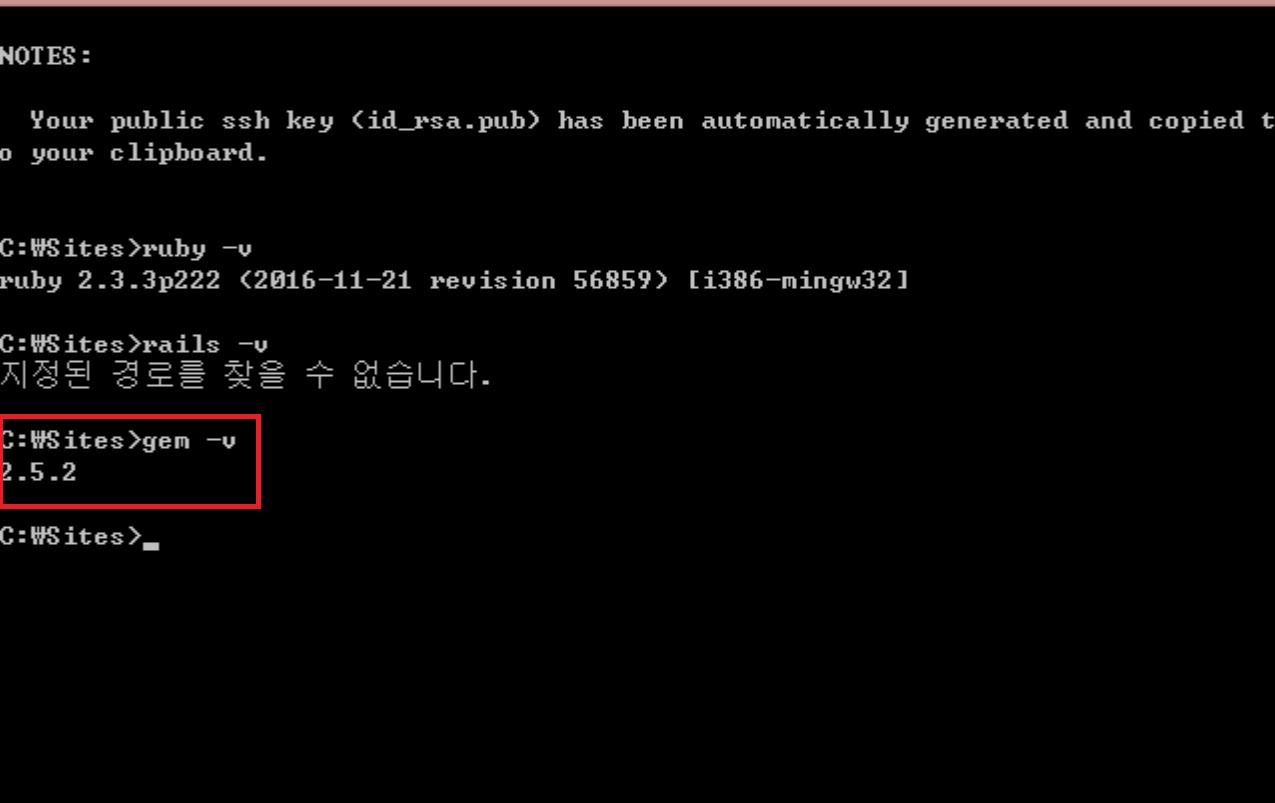 NOTES:
Your public ssh key (id_rsa.pub) has been automatically generated and copied t
o your clipboard.
C:₩Sites>ruby -v
ruby 2.3.3p222 (2016-11-21 revision 56859) [i386-mingw32]
C:₩Sites>rails -v
지정된 경로를 찾을 수 없습니다.
C:₩Sites>gem -v
2.5.2
C:₩Sites>_